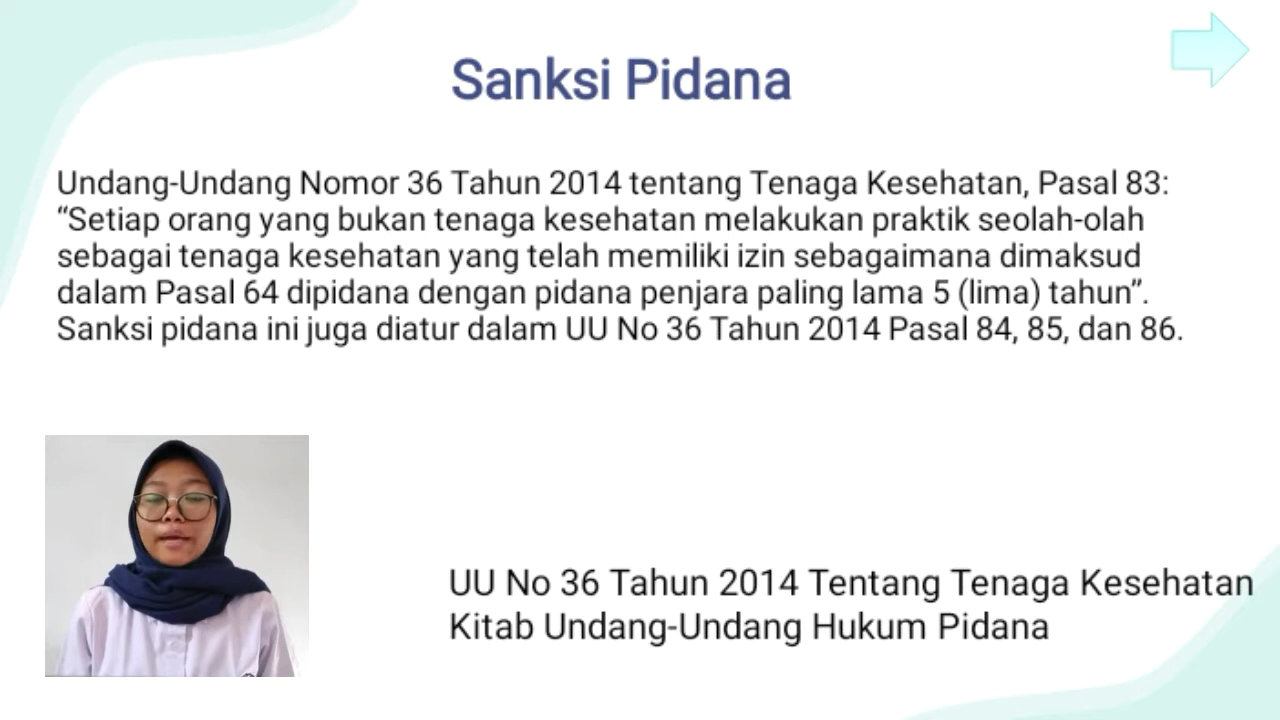 Sanksi Pidana
Undang-Undang Nomor 36 Tahun 2014 tentang Tenaga Kesehatan, Pasal 83:
“Setiap orang yang bukan tenaga kesehatan melakukan praktik seolah-olah
sebagai tenaga kesehatan yang telah memiliki izin sebagaimana dimaksud
dalam Pasal 64 dipidana dengan pidana penjara paling lama 5 (lima) tahun”.
Sanksi pidana ini juga diatur dalam UU No 36 Tahun 2014 Pasal 84, 85, dan 86.
UU No 36 Tahun 2014 Tentang Tenaga Kesehatan
Kitab Undang-Undang Hukum Pidana